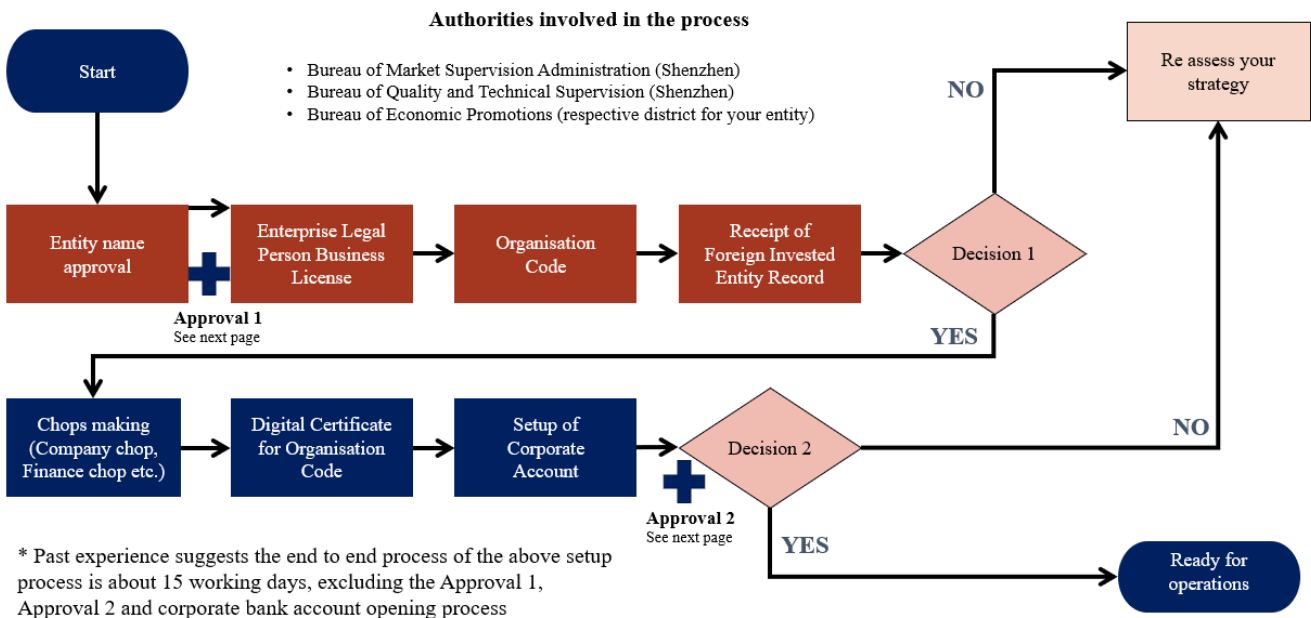 Authorities involved in the process
Start
• Bureau of Market Supervision Administration (Shenzhen)
• Bureau of Quality and Technical Supervision (Shenzhen)
• Bureau of Economic Promotions (respective district for your entity)
NO
Re assess your
strategy
Entity name
approval
Enterprise Legal
Person Business
License
Organisation
Code
Receipt of
Foreign Invested
Entity Record
Decision 1
Approval 1
See next page
YES
Chops making
(Company chop,
Finance chop etc.)
Digital Certificate
for Organisation
Code
Setup of
Corporate
Account
Decision 2
NO
Approval 2
See next page
YES
Ready for
operations
* Past experience suggests the end to end process of the above setup
process is about 15 working days, excluding the Approval 1,
Approval 2 and corporate bank account opening process